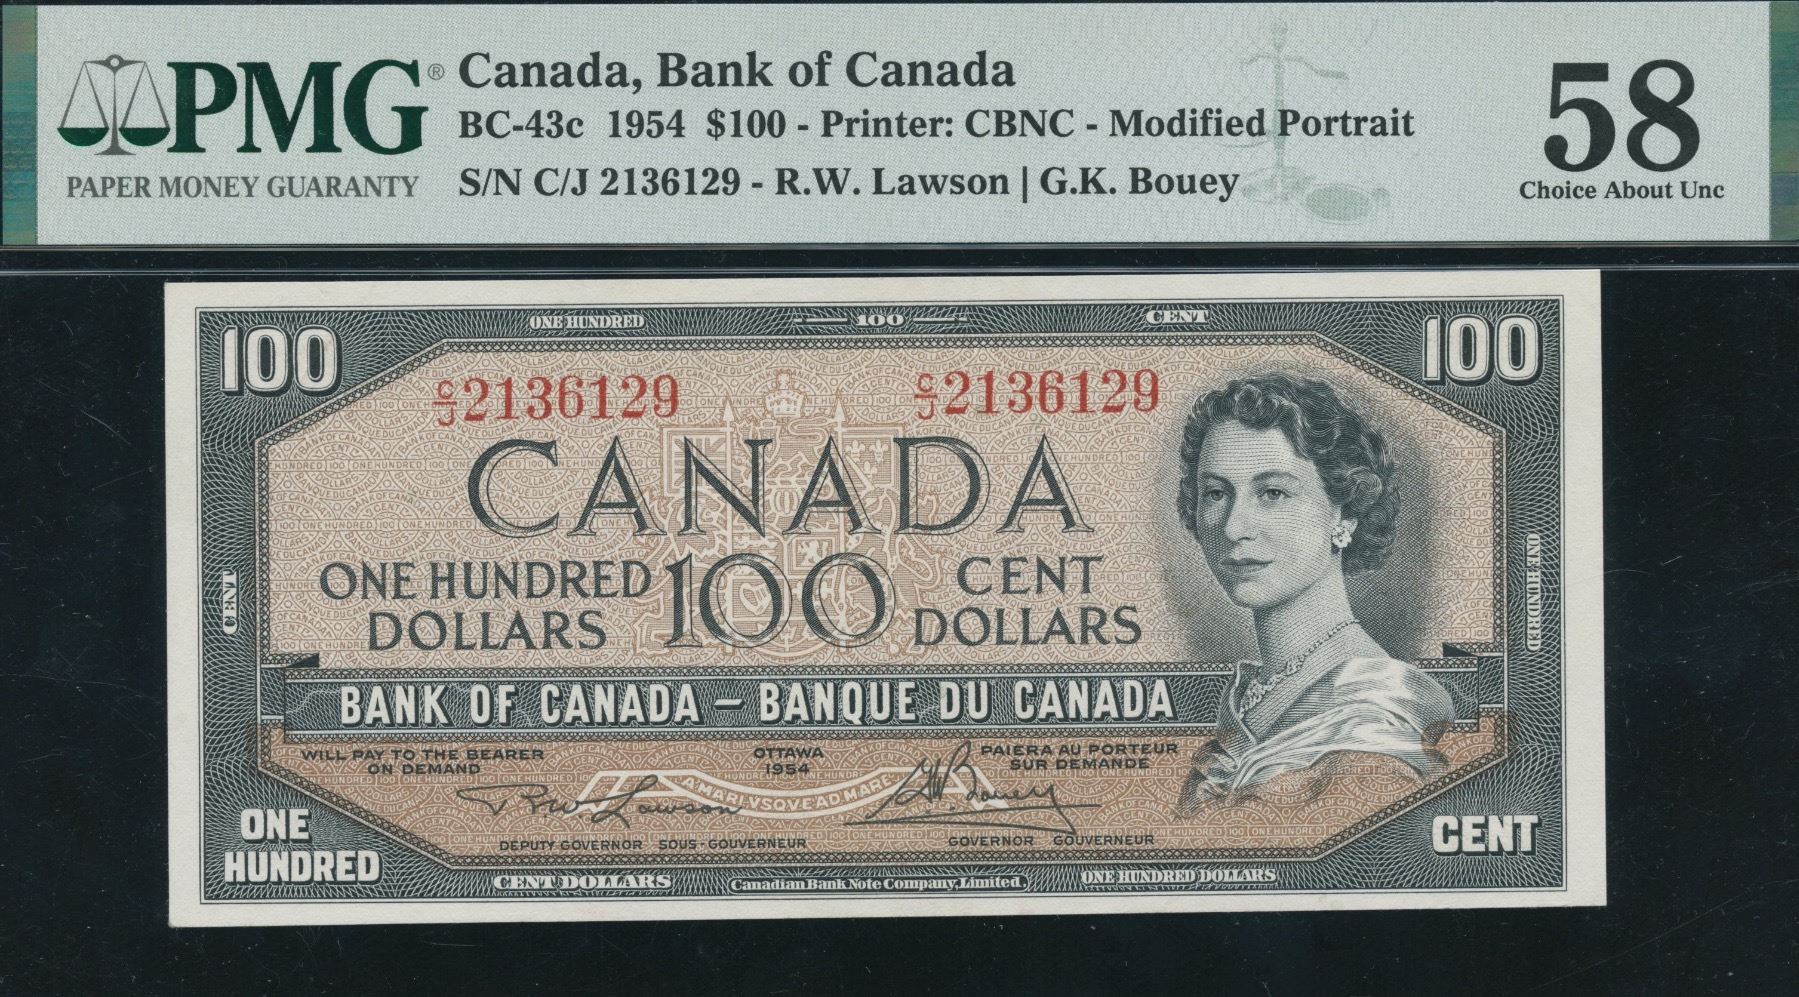 PMG®
PAPER MONEY GUARANTY
Canada, Bank of Canada
BC-43c 1954 $100 - Printer: CBNC - Modified Portrait
S/N C/J 2136129 - R.W. Lawson | G.K. Bouey
58
Choice About Unc
ONE HUNDRED 100 CENT
100 100
C/J 2136129 C/J 2136129
CANADA
ONE HUNDRED DOLLARS 100 CENT DOLLARS
CENT
ONE HUNDRED
BANK OF CANADA – BANQUE DU CANADA
WILL PAY TO THE BEARER
ON DEMAND
OTTAWA
1954
PAIERA AU PORTEUR
SUR DEMANDE
A MARI VSQVE AD MARE
R.W. Lawson
G.K. Bouey
DEPUTY GOVERNOR SOUS-GOUVERNEUR
GOVERNOR GOUVERNEUR
ONE
HUNDRED
CENT
CENT DOLLARS
Canadian Bank Note Company, Limited
ONE HUNDRED DOLLARS